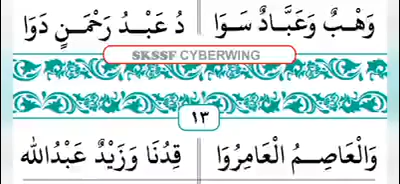 وَهْبٌ وَعَبَّادٌ سَوَا دُ عَبْدُ رَحْمٰنٍ دَوَا
SKSSF CYBERWING
١٣
وَالْعَاصِمُ الْعَامِرُوَا قِدُنَا وَزَيْدٌ عَبْدُالله